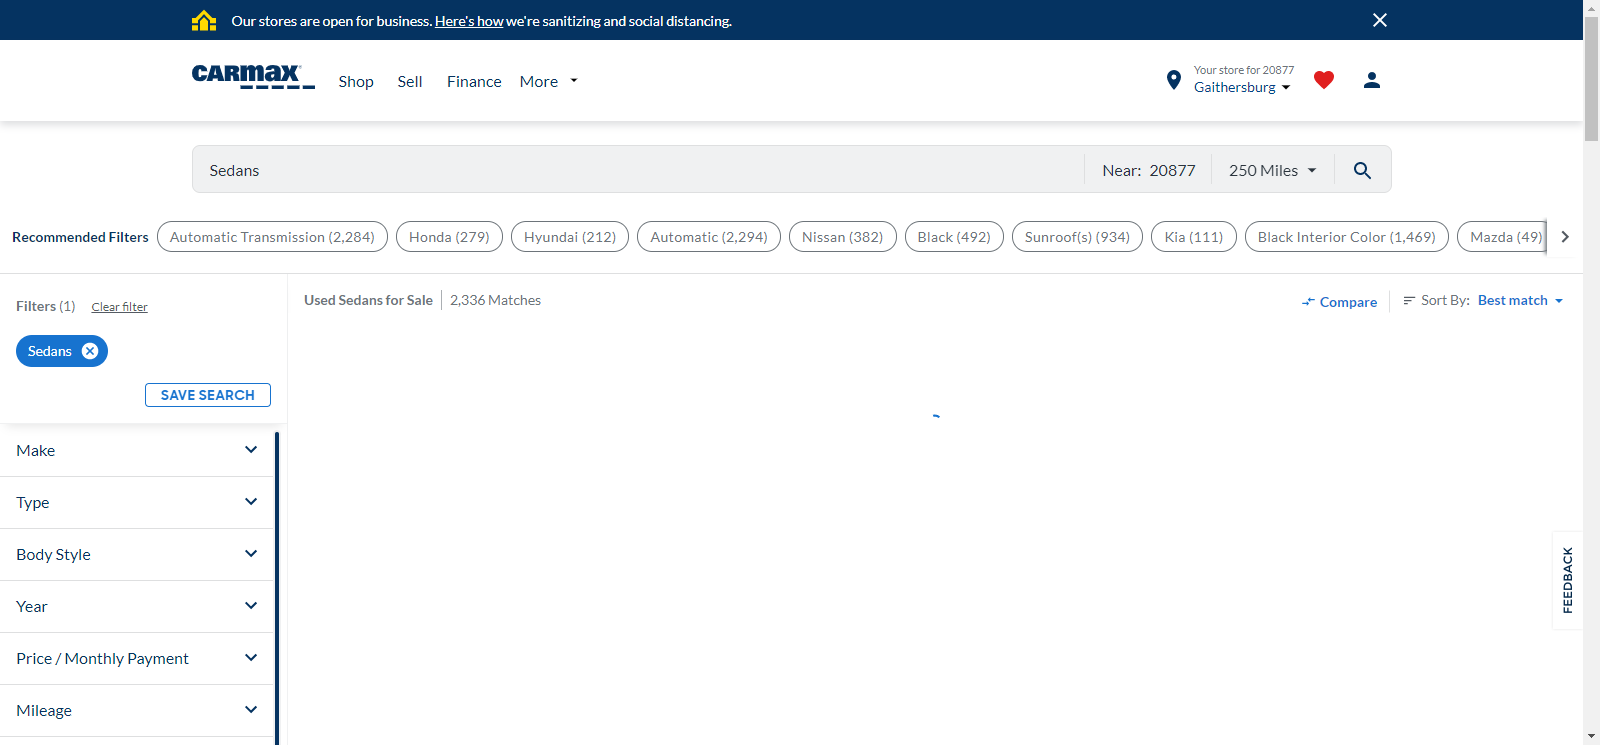 Our stores are open for business. Here's how we're sanitizing and social distancing.
CARMAX
Shop Sell Finance More
Your store for 20877
Gaithersburg
Sedans Near: 20877 250 Miles
Recommended Filters Automatic Transmission (2,284) Honda (279) Hyundai (212) Automatic (2,294) Nissan (382) Black (492) Sunroof(s) (934) Kia (111) Black Interior Color (1,469) Mazda (49)
Filters (1) Clear filter
Used Sedans for Sale 2,336 Matches
Compare Sort By: Best match
Sedans
SAVE SEARCH
Make
Type
Body Style
Year
Price / Monthly Payment
Mileage
FEEDBACK